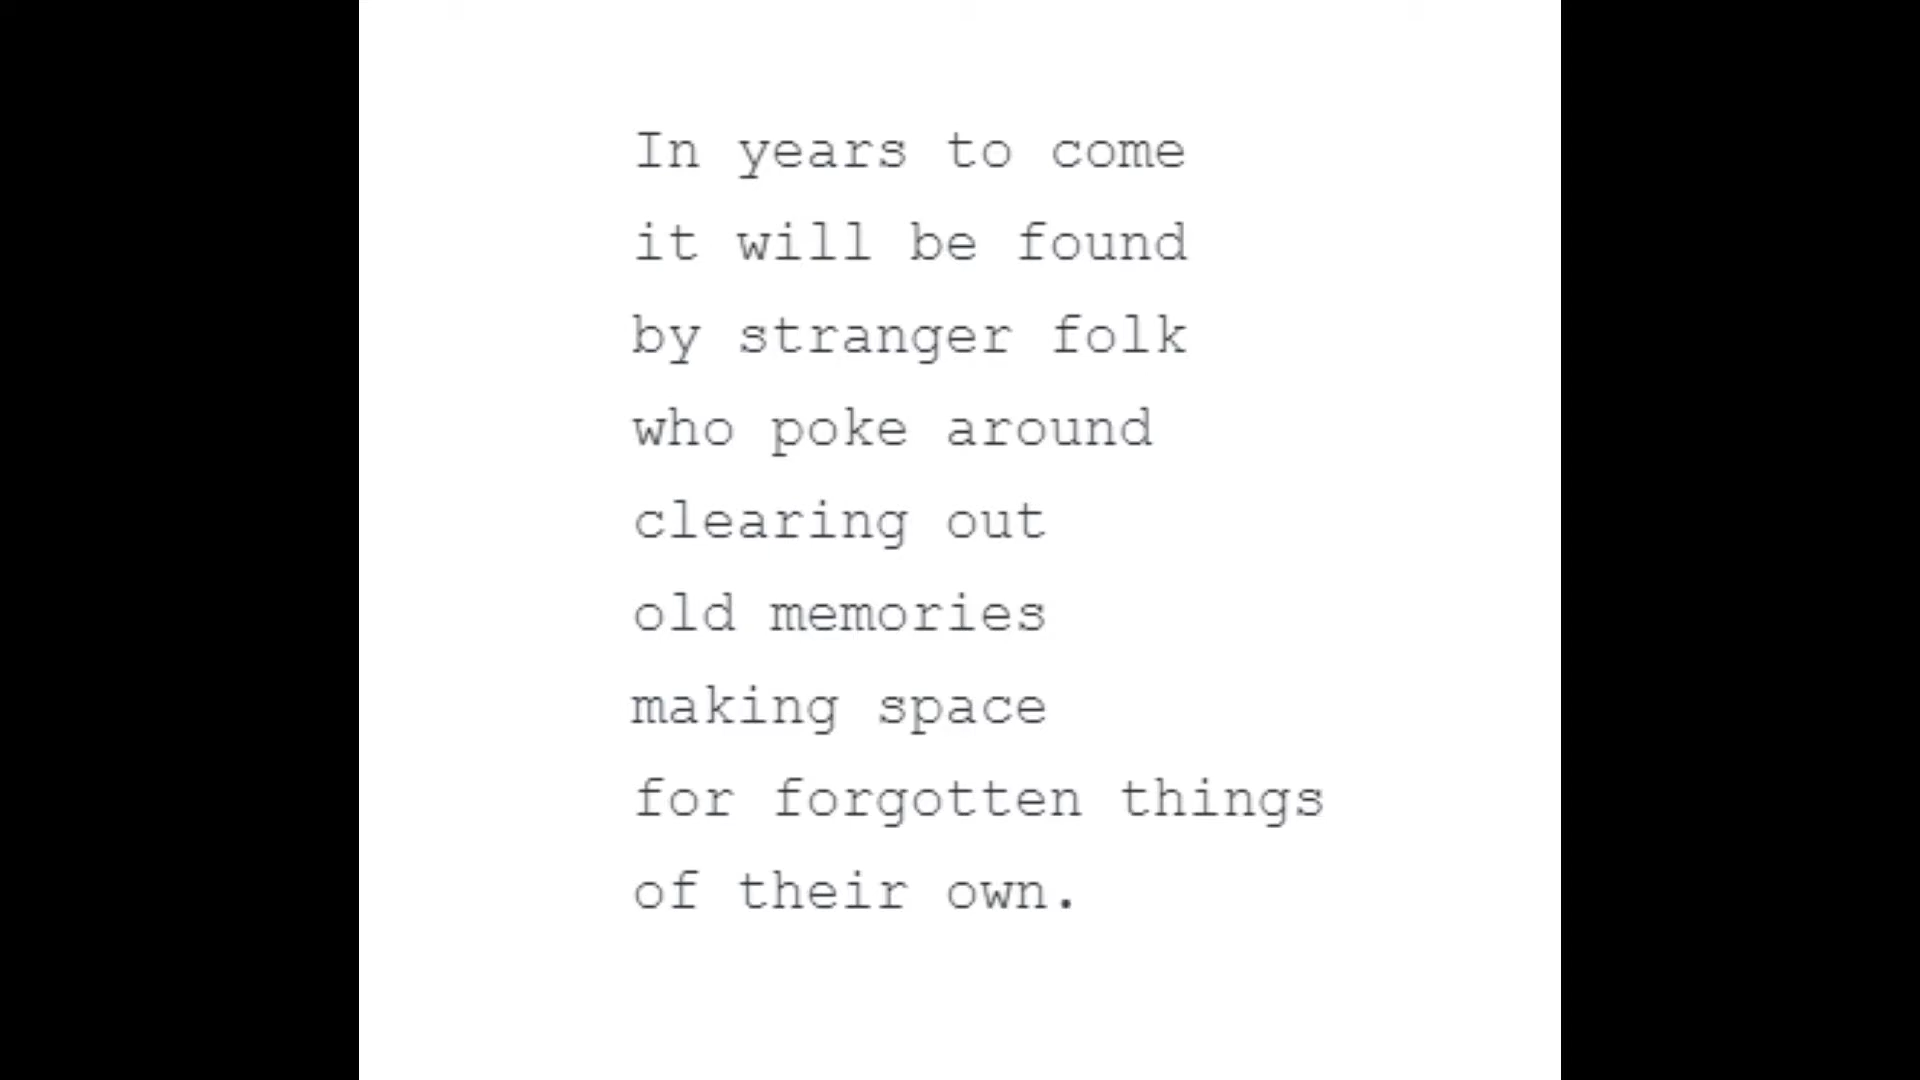 In years to come
it will be found
by stranger folk
who poke around
clearing out
old memories
making space
for forgotten things
of their own.